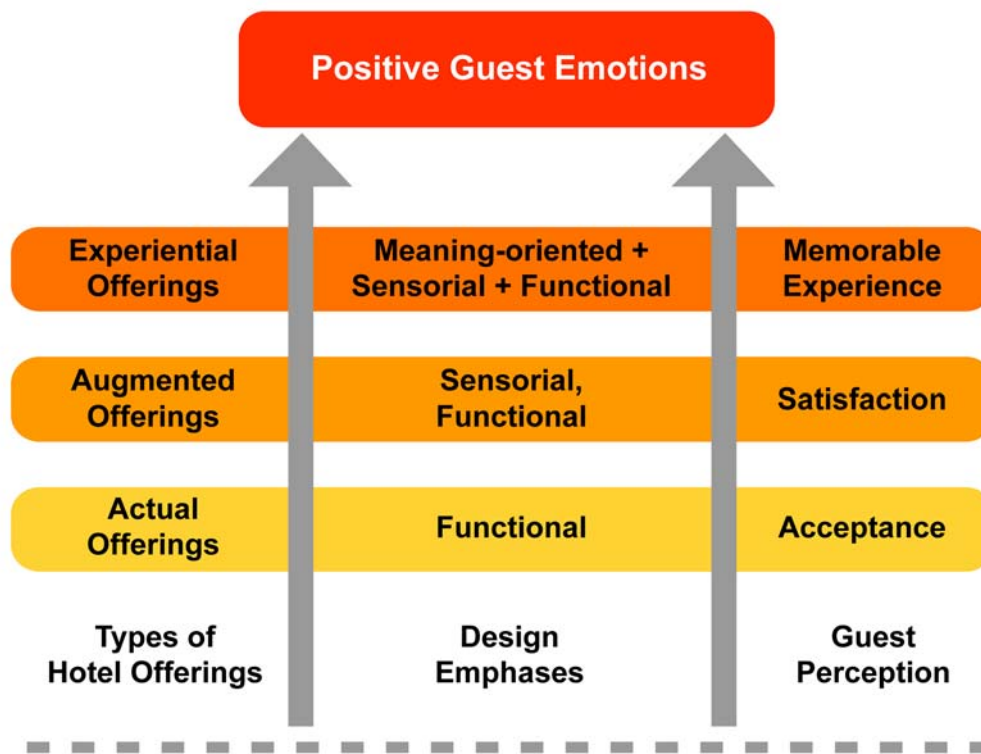 Positive Guest Emotions
Experiential
Offerings
Meaning-oriented +
Sensorial + Functional
Memorable
Experience
Augmented
Offerings
Sensorial,
Functional
Satisfaction
Actual
Offerings
Functional
Acceptance
Types of
Hotel Offerings
Design
Emphases
Guest
Perception